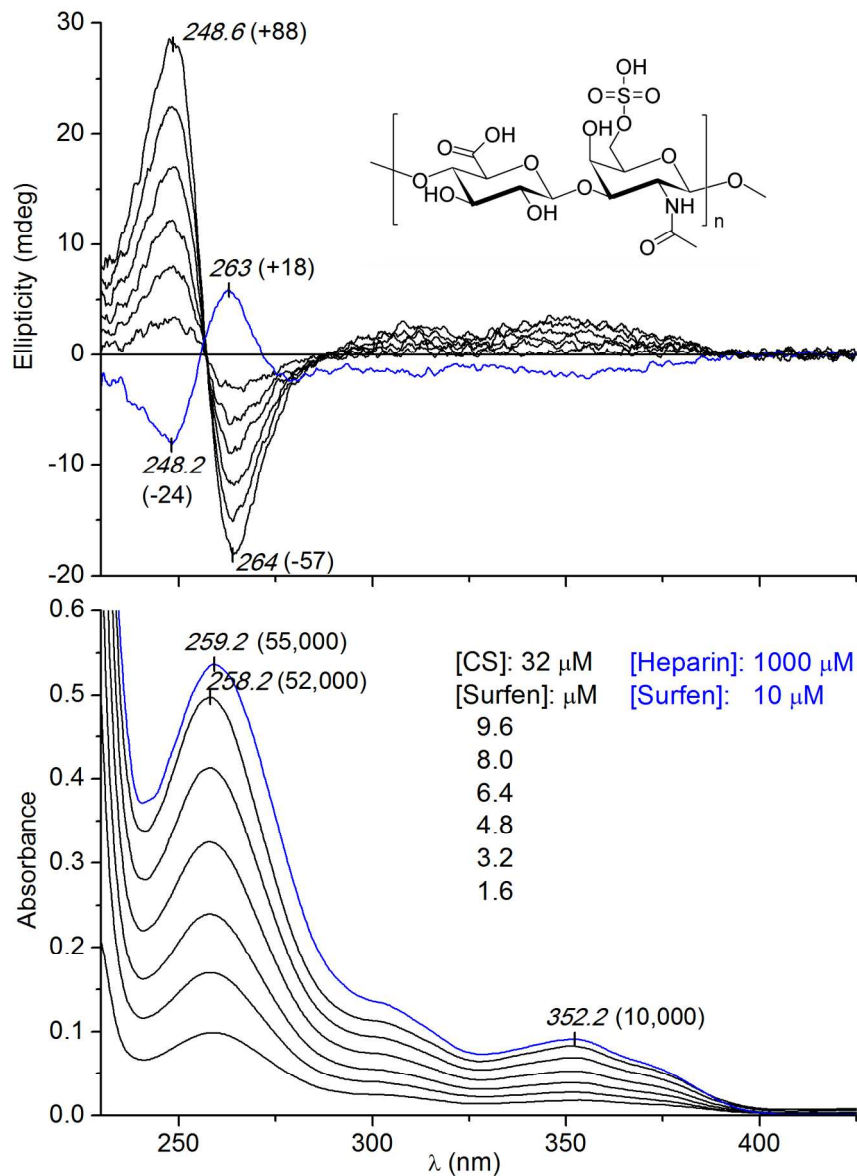 30
20
10
0
-10
-20
Ellipticity (mdeg)
248.6 (+88)
263 (+18)
248.2
(-24)
264 (-57)
OH
O=S=O
O
OH
O
OH
O
HO
OH
O
O
O
NH
O
O
n
0.6
0.5
0.4
0.3
0.2
0.1
0.0
Absorbance
259.2 (55,000)
258.2 (52,000)
352.2 (10,000)
[CS]: 32 μM [Heparin]: 1000 μM
[Surfen]: μM [Surfen]: 10 μM
9.6
8.0
6.4
4.8
3.2
1.6
250 300 350 400
λ (nm)